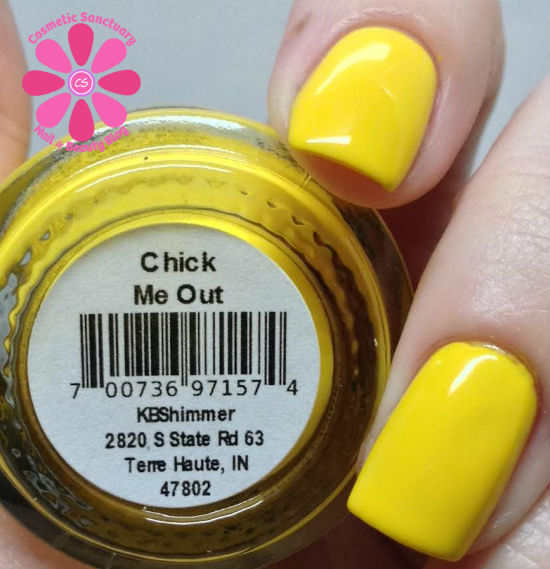 Cosmetic Sanctuary
CS
Nail & Beauty Blog
Chick
Me Out
7 00736 97157 4
KBShimmer
2820 S State Rd 63
Terre Haute, IN
47802